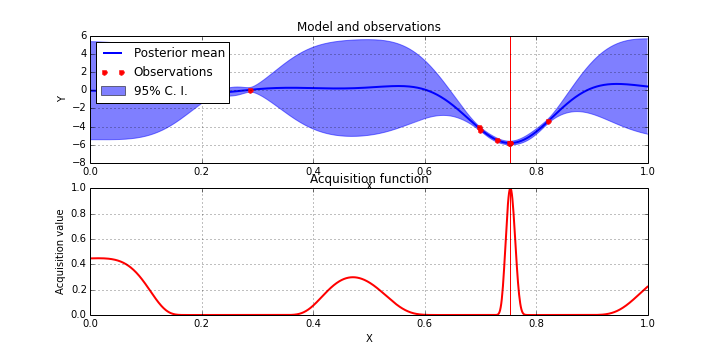 Model and observations
6
4
2
0
−2
−4
−6
−8
Y
Posterior mean
Observations
95% C. I.
0.0 0.2 0.4 0.6 0.8 1.0
X
Acquisition function
1.0
0.8
0.6
0.4
0.2
0.0
Acquisition value
0.0 0.2 0.4 0.6 0.8 1.0
X